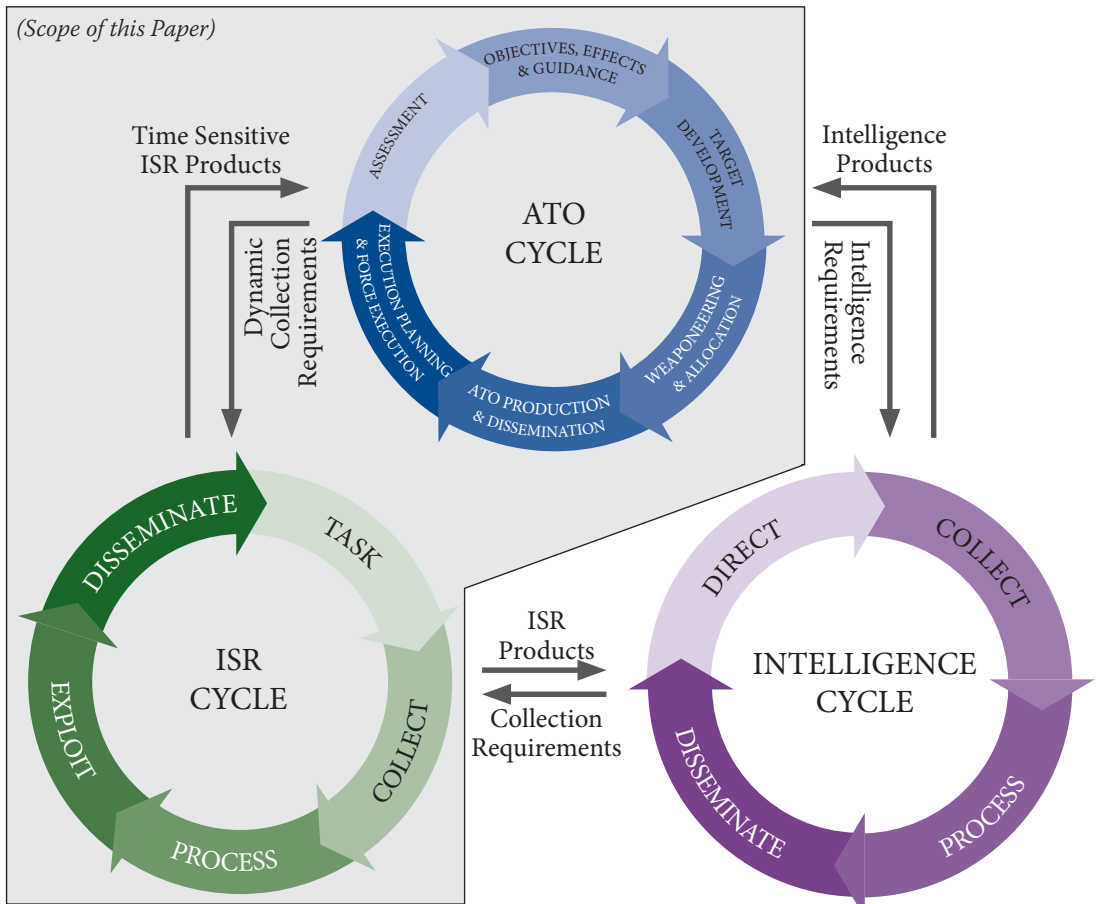 (Scope of this Paper)
OBJECTIVES, EFFECTS
& GUIDANCE
TARGET
DEVELOPMENT
WEAPONEERING
& ALLOCATION
ATO PRODUCTION
& DISSEMINATION
EXECUTION PLANNING
& FORCE EXECUTION
ASSESSMENT
ATO
CYCLE
Time Sensitive
ISR Products
Dynamic
Collection
Requirements
Intelligence
Products
Intelligence
Requirements
TASK
COLLECT
PROCESS
EXPLOIT
DISSEMINATE
ISR
CYCLE
ISR
Products
Collection
Requirements
DIRECT
COLLECT
PROCESS
DISSEMINATE
INTELLIGENCE
CYCLE